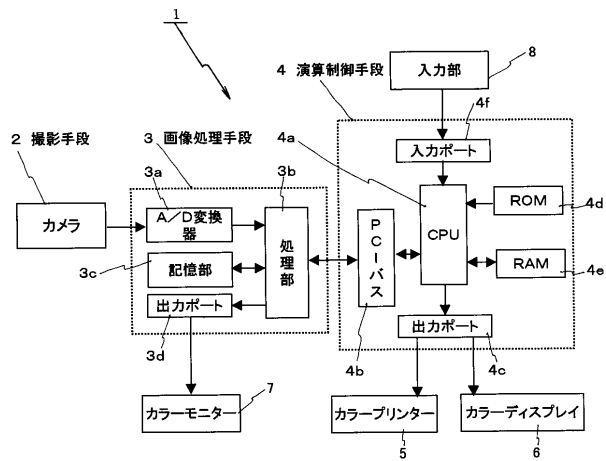 1
8
入力部
4 演算制御手段
4f
入力ポート
4a
2 撮影手段
3 画像処理手段
3a
3b
カメラ
A/D変換
器
3c
記憶部
処理部
出力ポート
3d
PCIバス
CPU
ROM
4d
RAM
4e
出力ポート
4b
4c
7
カラーモニター
カラープリンター
5
カラーディスプレイ
6